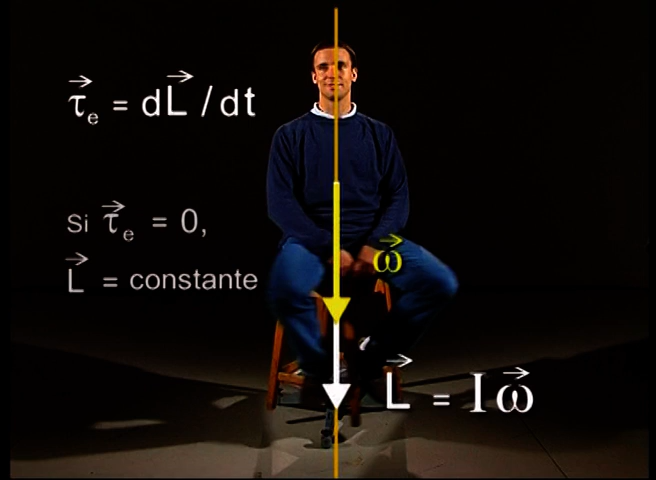 τ⃗ₑ = dL⃗ / dt
Si τ⃗ₑ = 0,
L⃗ = constante
ω⃗
L⃗ = Iω⃗